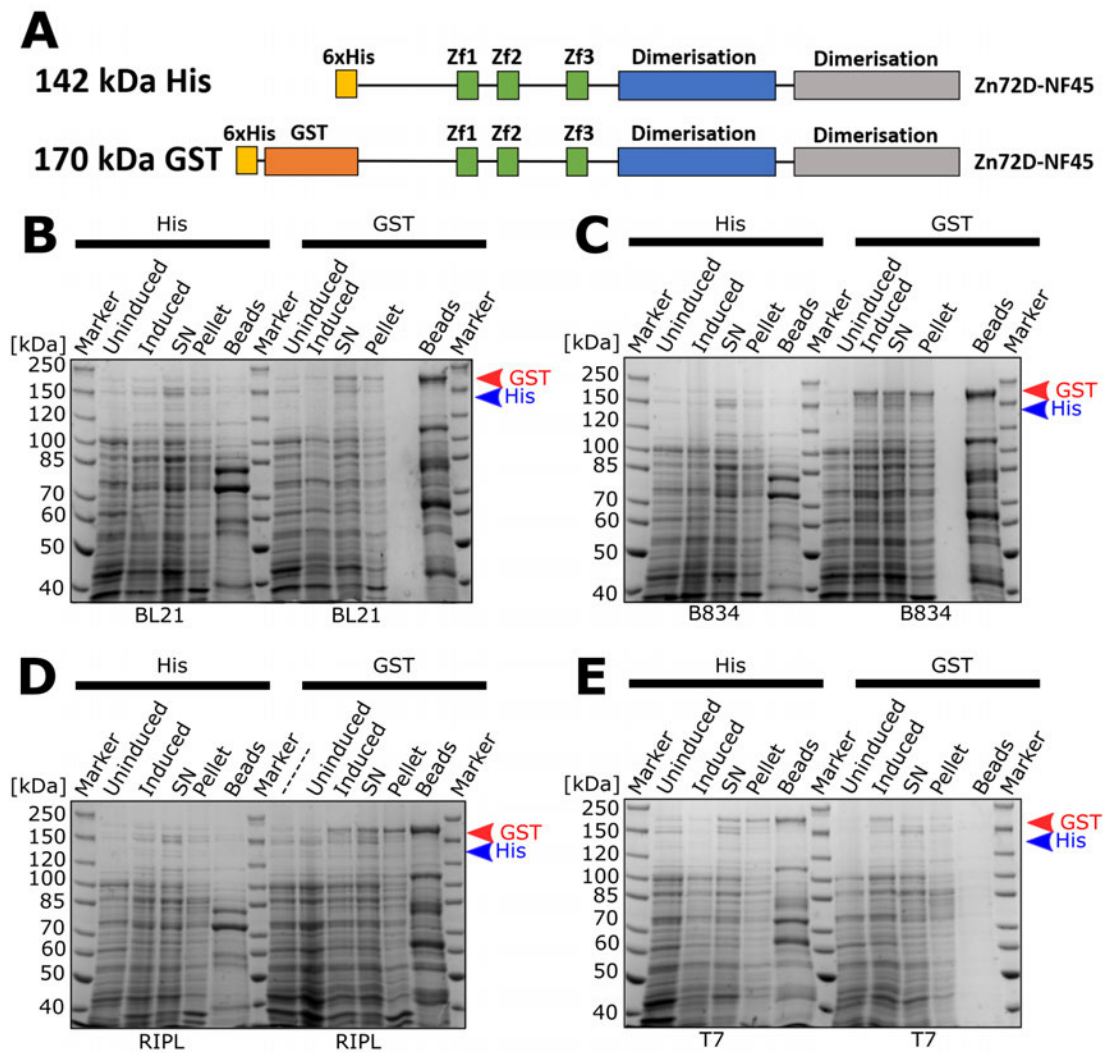 A
142 kDa His
6xHis Zf1 Zf2 Zf3 Dimerisation Dimerisation
Zn72D-NF45
170 kDa GST
6xHis GST Zf1 Zf2 Zf3 Dimerisation Dimerisation
Zn72D-NF45
B
His GST
[kDa] Marker Uninduced Induced SN Pellet Beads Marker Uninduced Induced SN Pellet Beads Marker
250
150
120
100
85
70
60
50
40
GST
His
BL21 BL21
C
His GST
[kDa] Marker Uninduced Induced SN Pellet Beads Marker Uninduced Induced SN Pellet Beads Marker
250
150
120
100
85
70
60
50
40
GST
His
B834 B834
D
His GST
[kDa] Marker Uninduced Induced SN Pellet Beads Marker ------ Uninduced Induced SN Pellet Beads Marker
250
150
120
100
85
70
60
50
40
GST
His
RIPL RIPL
E
His GST
[kDa] Marker Uninduced Induced SN Pellet Beads Marker Uninduced Induced SN Pellet Beads Marker
250
150
120
100
85
70
60
50
40
GST
His
T7 T7